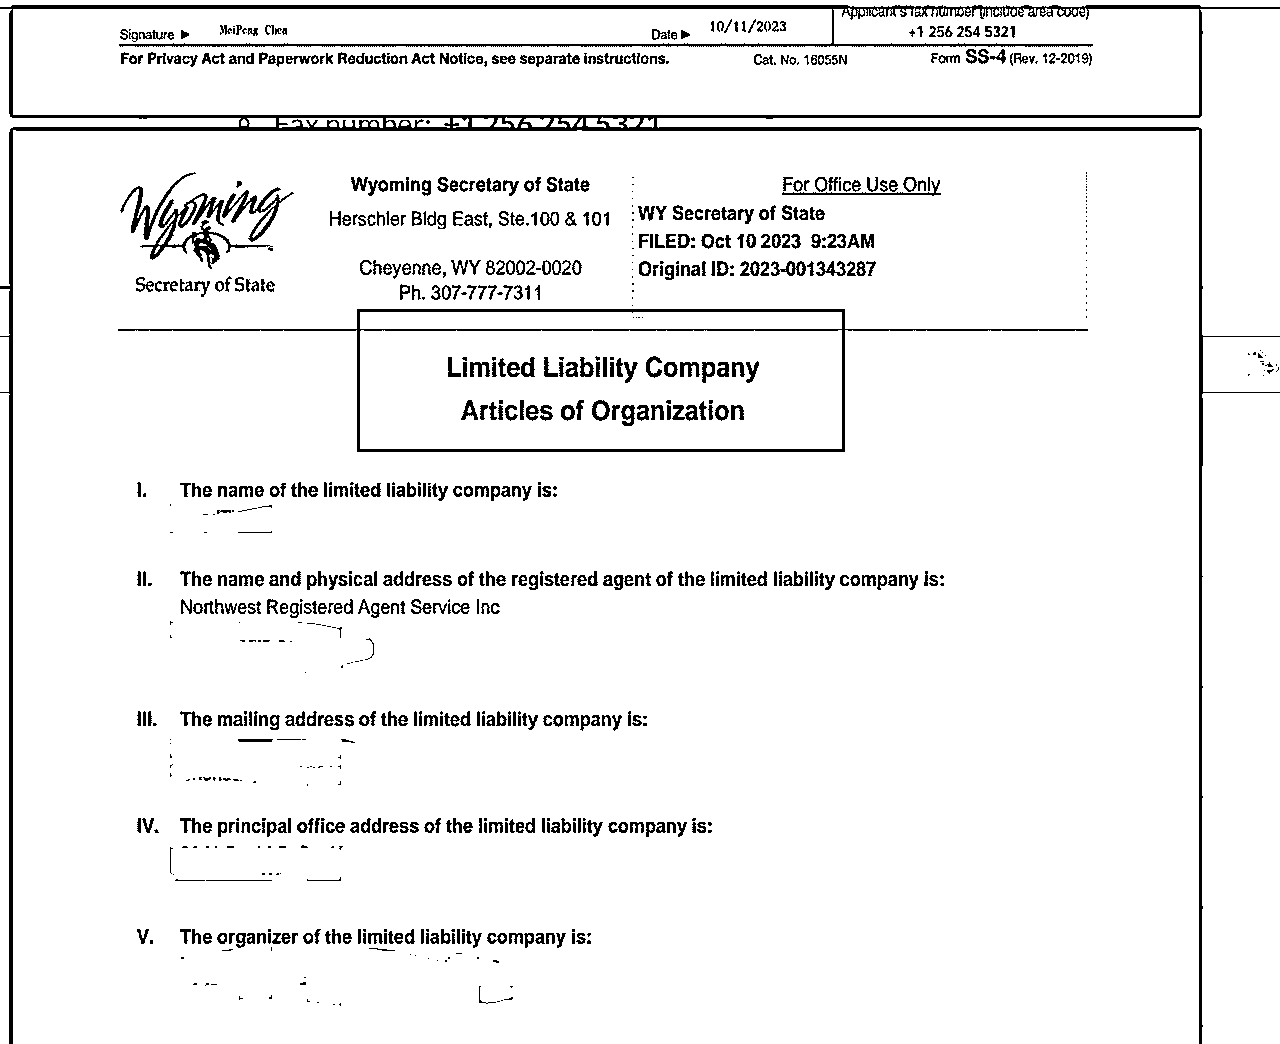 Applicant's fax number (include area code)
Signature ▶ MeiPeng Chen Date ▶ 10/11/2023 +1 256 254 5321
For Privacy Act and Paperwork Reduction Act Notice, see separate instructions. Cat. No. 16055N Form SS-4 (Rev. 12-2019)
Fax number: +1 256 254 5321
Wyoming
Secretary of State
Wyoming Secretary of State
Herschler Bldg East, Ste.100 & 101
Cheyenne, WY 82002-0020
Ph. 307-777-7311
For Office Use Only
WY Secretary of State
FILED: Oct 10 2023 9:23AM
Original ID: 2023-001343287
Limited Liability Company
Articles of Organization
I. The name of the limited liability company is:
II. The name and physical address of the registered agent of the limited liability company is:
Northwest Registered Agent Service Inc
III. The mailing address of the limited liability company is:
IV. The principal office address of the limited liability company is:
V. The organizer of the limited liability company is: